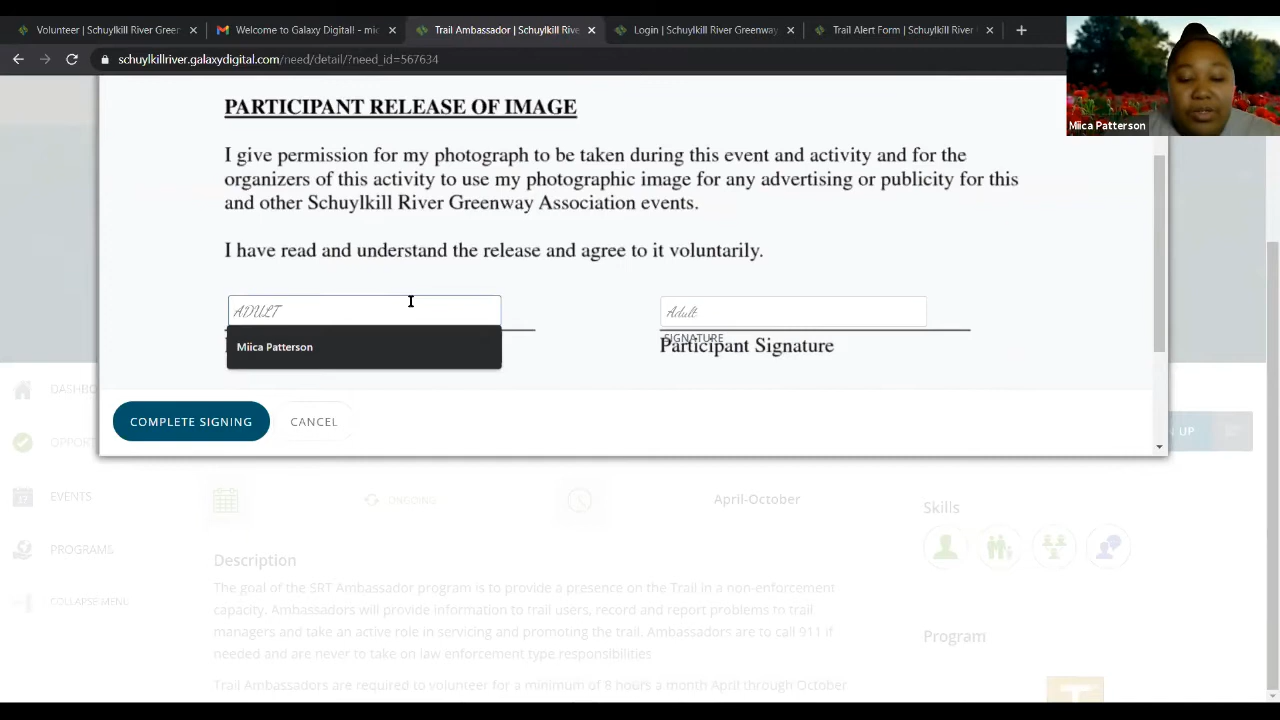 Volunteer | Schuylkill River Green
Welcome to Galaxy Digital! - mi
Trail Ambassador | Schuylkill Rive
Login | Schuylkill River Greenway
Trail Alert Form | Schuylkill River
schuylkillriver.galaxydigital.com/need/detail/?need_id=567634
Miica Patterson
PARTICIPANT RELEASE OF IMAGE
I give permission for my photograph to be taken during this event and activity and for the
organizers of this activity to use my photographic image for any advertising or publicity for this
and other Schuylkill River Greenway Association events.
I have read and understand the release and agree to it voluntarily.
ADULT
Adult
SIGNATURE
Miica Patterson
Participant Signature
COMPLETE SIGNING
CANCEL
DASHBO
OPPORT
EVENTS
PROGRAMS
COLLAPSE MENU
UP
ONGOING
April-October
Skills
Description
The goal of the SRT Ambassador program is to provide a presence on the Trail in a non-enforcement
capacity. Ambassadors will provide information to trail users, record and report problems to trail
managers and take an active role in servicing and promoting the trail. Ambassadors are to call 911 if
needed and are never to take on law enforcement type responsibilities
Program
Trail Ambassadors are required to volunteer for a minimum of 8 hours a month April through October